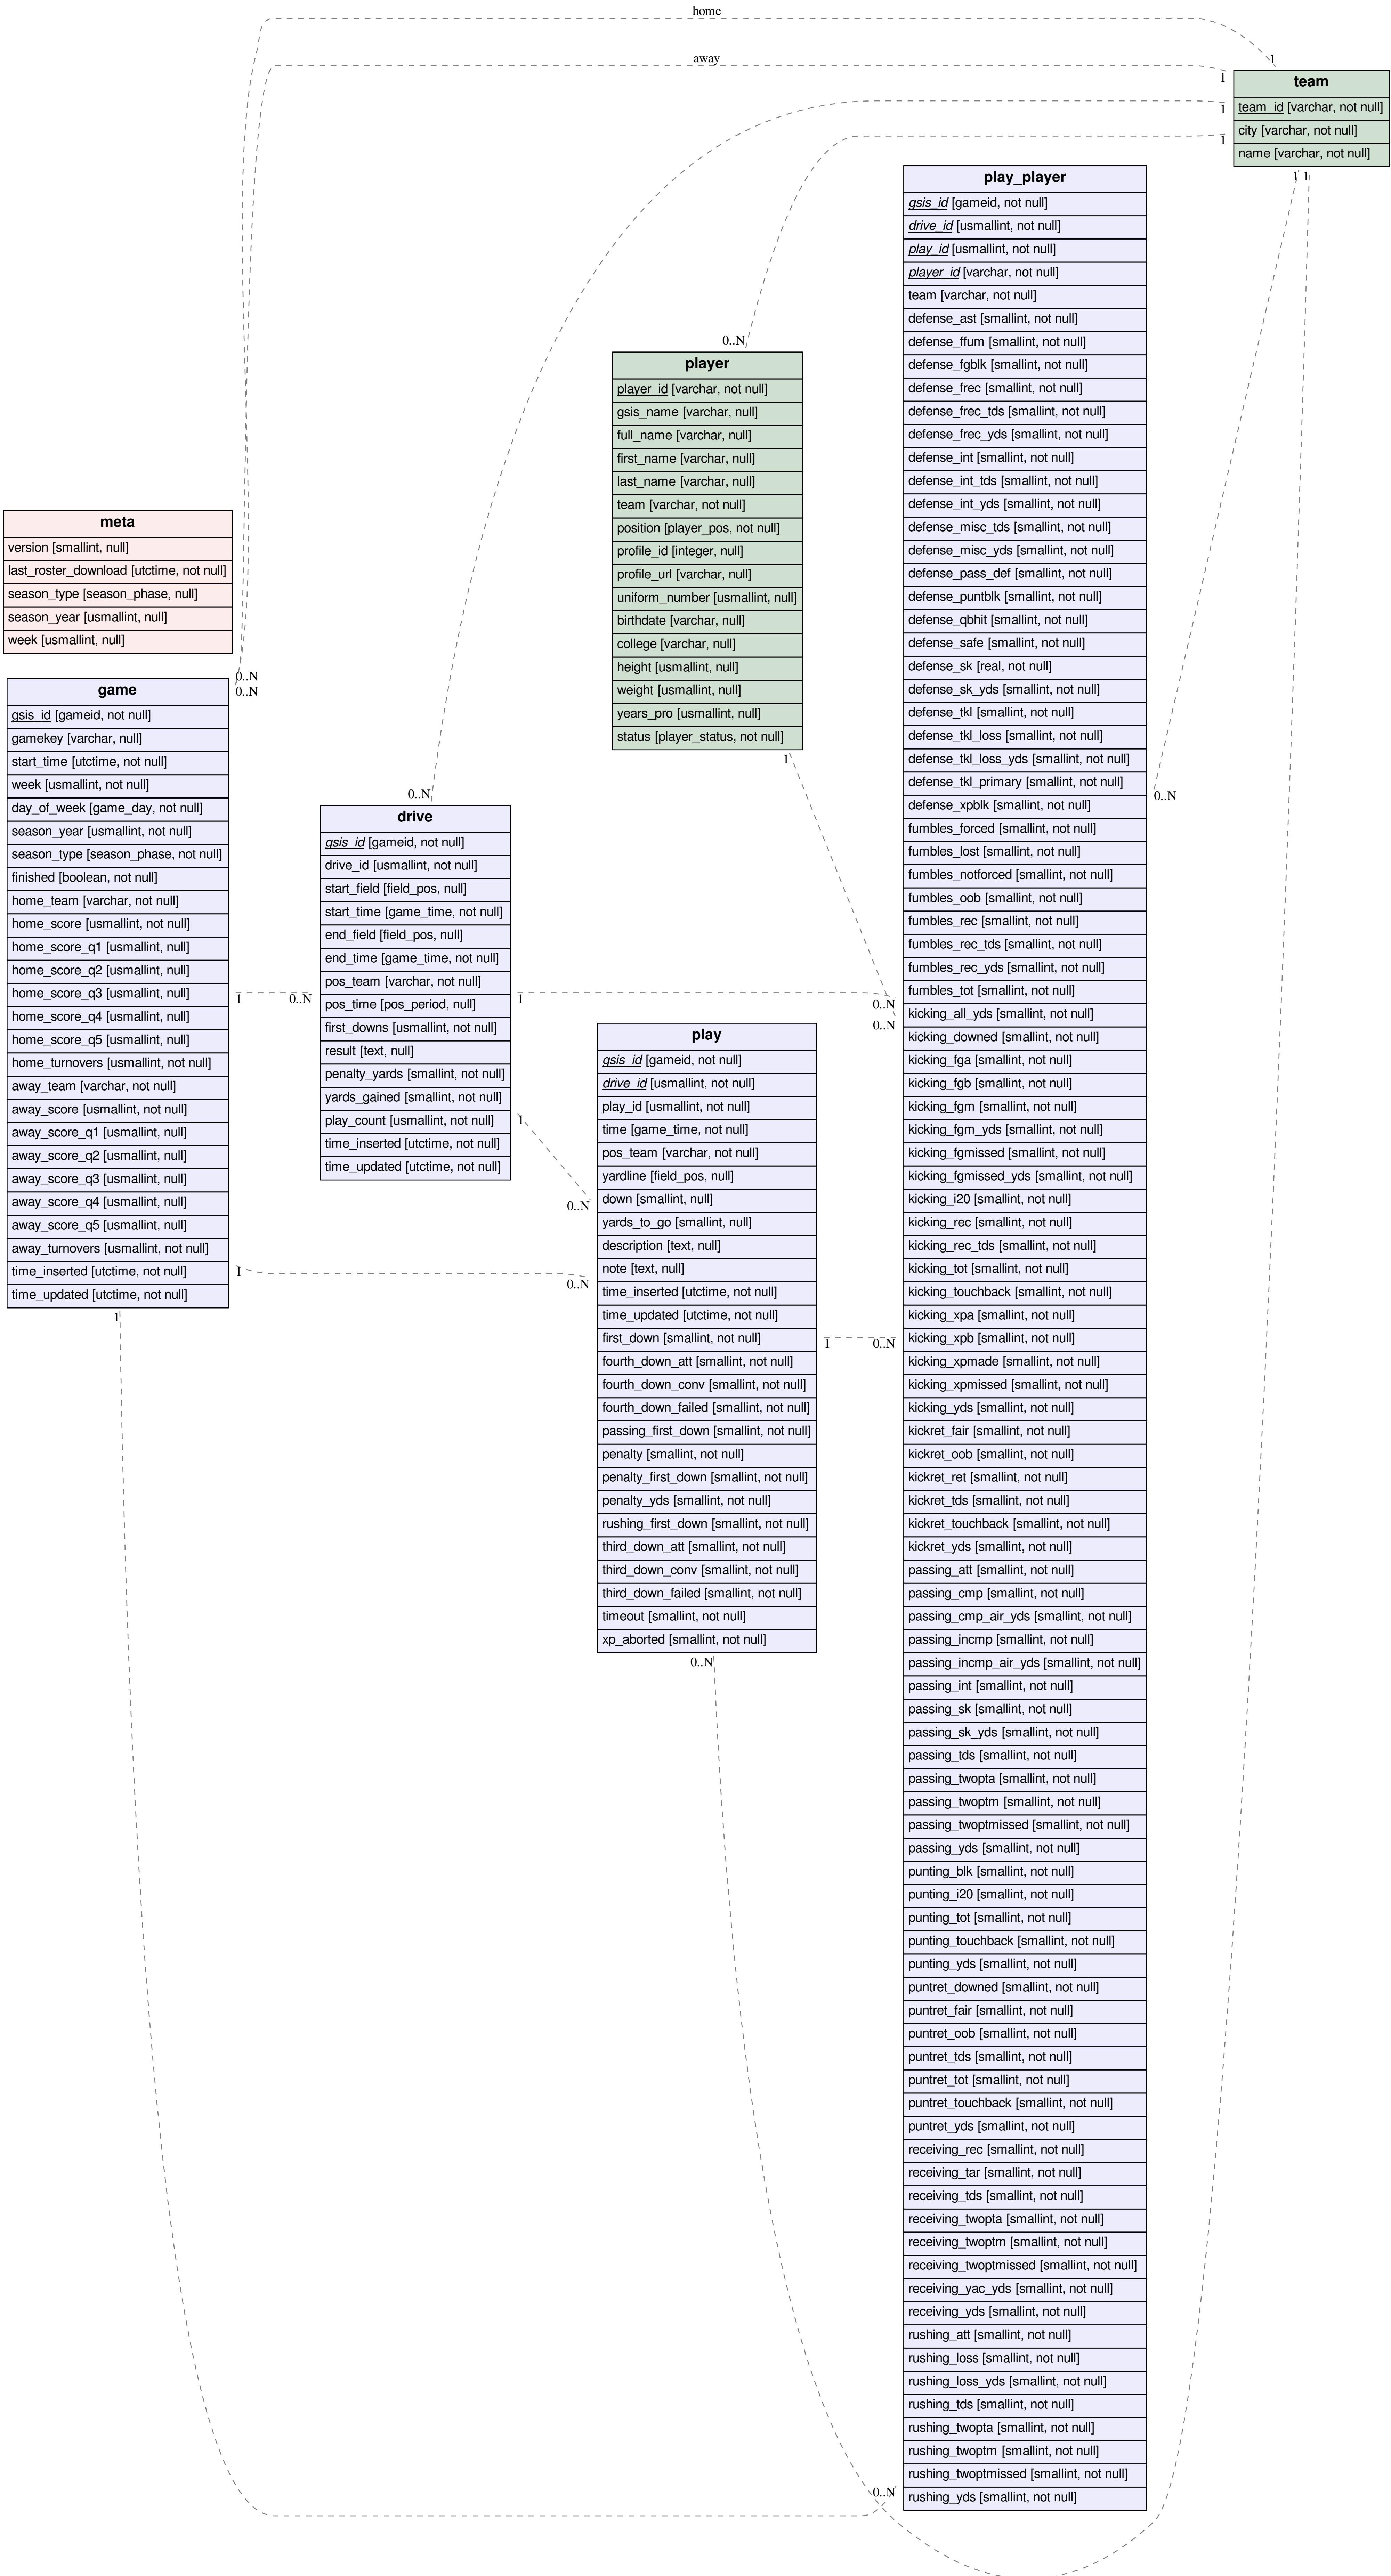 home
away
1
1
1
1
team
team_id [varchar, not null]
city [varchar, not null]
name [varchar, not null]
1
1
play_player
gsis_id [gameid, not null]
drive_id [usmallint, not null]
play_id [usmallint, not null]
player_id [varchar, not null]
team [varchar, not null]
defense_ast [smallint, not null]
defense_ffum [smallint, not null]
defense_fgblk [smallint, not null]
defense_frec [smallint, not null]
defense_frec_tds [smallint, not null]
defense_frec_yds [smallint, not null]
defense_int [smallint, not null]
defense_int_tds [smallint, not null]
defense_int_yds [smallint, not null]
defense_misc_tds [smallint, not null]
defense_misc_yds [smallint, not null]
defense_pass_def [smallint, not null]
defense_puntblk [smallint, not null]
defense_qbhit [smallint, not null]
defense_safe [smallint, not null]
defense_sk [real, not null]
defense_sk_yds [smallint, not null]
defense_tkl [smallint, not null]
defense_tkl_loss [smallint, not null]
defense_tkl_loss_yds [smallint, not null]
defense_tkl_primary [smallint, not null]
defense_xpblk [smallint, not null]
fumbles_forced [smallint, not null]
fumbles_lost [smallint, not null]
fumbles_notforced [smallint, not null]
fumbles_oob [smallint, not null]
fumbles_rec [smallint, not null]
fumbles_rec_tds [smallint, not null]
fumbles_rec_yds [smallint, not null]
fumbles_tot [smallint, not null]
kicking_all_yds [smallint, not null]
kicking_downed [smallint, not null]
kicking_fga [smallint, not null]
kicking_fgb [smallint, not null]
kicking_fgm [smallint, not null]
kicking_fgm_yds [smallint, not null]
kicking_fgmissed [smallint, not null]
kicking_fgmissed_yds [smallint, not null]
kicking_i20 [smallint, not null]
kicking_rec [smallint, not null]
kicking_rec_tds [smallint, not null]
kicking_tot [smallint, not null]
kicking_touchback [smallint, not null]
kicking_xpa [smallint, not null]
kicking_xpb [smallint, not null]
kicking_xpmade [smallint, not null]
kicking_xpmissed [smallint, not null]
kicking_yds [smallint, not null]
kickret_fair [smallint, not null]
kickret_oob [smallint, not null]
kickret_ret [smallint, not null]
kickret_tds [smallint, not null]
kickret_touchback [smallint, not null]
kickret_yds [smallint, not null]
passing_att [smallint, not null]
passing_cmp [smallint, not null]
passing_cmp_air_yds [smallint, not null]
passing_incmp [smallint, not null]
passing_incmp_air_yds [smallint, not null]
passing_int [smallint, not null]
passing_sk [smallint, not null]
passing_sk_yds [smallint, not null]
passing_tds [smallint, not null]
passing_twopta [smallint, not null]
passing_twoptm [smallint, not null]
passing_twoptmissed [smallint, not null]
passing_yds [smallint, not null]
punting_blk [smallint, not null]
punting_i20 [smallint, not null]
punting_tot [smallint, not null]
punting_touchback [smallint, not null]
punting_yds [smallint, not null]
puntret_downed [smallint, not null]
puntret_fair [smallint, not null]
puntret_oob [smallint, not null]
puntret_tds [smallint, not null]
puntret_tot [smallint, not null]
puntret_touchback [smallint, not null]
puntret_yds [smallint, not null]
receiving_rec [smallint, not null]
receiving_tar [smallint, not null]
receiving_tds [smallint, not null]
receiving_twopta [smallint, not null]
receiving_twoptm [smallint, not null]
receiving_twoptmissed [smallint, not null]
receiving_yac_yds [smallint, not null]
receiving_yds [smallint, not null]
rushing_att [smallint, not null]
rushing_loss [smallint, not null]
rushing_loss_yds [smallint, not null]
rushing_tds [smallint, not null]
rushing_twopta [smallint, not null]
rushing_twoptm [smallint, not null]
rushing_twoptmissed [smallint, not null]
rushing_yds [smallint, not null]
0..N
0..N
0..N
0..N
0..N
0..N
player
player_id [varchar, not null]
gsis_name [varchar, null]
full_name [varchar, null]
first_name [varchar, null]
last_name [varchar, null]
team [varchar, not null]
position [player_pos, not null]
profile_id [integer, null]
profile_url [varchar, null]
uniform_number [usmallint, null]
birthdate [varchar, null]
college [varchar, null]
height [usmallint, null]
weight [usmallint, null]
years_pro [usmallint, null]
status [player_status, not null]
1
meta
version [smallint, null]
last_roster_download [utctime, not null]
season_type [season_phase, null]
season_year [usmallint, null]
week [usmallint, null]
0..N
0..N
game
gsis_id [gameid, not null]
gamekey [varchar, null]
start_time [utctime, not null]
week [usmallint, not null]
day_of_week [game_day, not null]
season_year [usmallint, not null]
season_type [season_phase, not null]
finished [boolean, not null]
home_team [varchar, not null]
home_score [usmallint, not null]
home_score_q1 [usmallint, null]
home_score_q2 [usmallint, null]
home_score_q3 [usmallint, null]
home_score_q4 [usmallint, null]
home_score_q5 [usmallint, null]
home_turnovers [usmallint, not null]
away_team [varchar, not null]
away_score [usmallint, not null]
away_score_q1 [usmallint, null]
away_score_q2 [usmallint, null]
away_score_q3 [usmallint, null]
away_score_q4 [usmallint, null]
away_score_q5 [usmallint, null]
away_turnovers [usmallint, not null]
time_inserted [utctime, not null]
time_updated [utctime, not null]
1
1
1
0..N
0..N
drive
gsis_id [gameid, not null]
drive_id [usmallint, not null]
start_field [field_pos, null]
start_time [game_time, not null]
end_field [field_pos, null]
end_time [game_time, not null]
pos_team [varchar, not null]
pos_time [pos_period, null]
first_downs [usmallint, not null]
result [text, null]
penalty_yards [smallint, not null]
yards_gained [smallint, not null]
play_count [usmallint, not null]
time_inserted [utctime, not null]
time_updated [utctime, not null]
1
1
0..N
0..N
play
gsis_id [gameid, not null]
drive_id [usmallint, not null]
play_id [usmallint, not null]
time [game_time, not null]
pos_team [varchar, not null]
yardline [field_pos, null]
down [smallint, null]
yards_to_go [smallint, null]
description [text, null]
note [text, null]
time_inserted [utctime, not null]
time_updated [utctime, not null]
first_down [smallint, not null]
fourth_down_att [smallint, not null]
fourth_down_conv [smallint, not null]
fourth_down_failed [smallint, not null]
passing_first_down [smallint, not null]
penalty [smallint, not null]
penalty_first_down [smallint, not null]
penalty_yds [smallint, not null]
rushing_first_down [smallint, not null]
third_down_att [smallint, not null]
third_down_conv [smallint, not null]
third_down_failed [smallint, not null]
timeout [smallint, not null]
xp_aborted [smallint, not null]
1
0..N